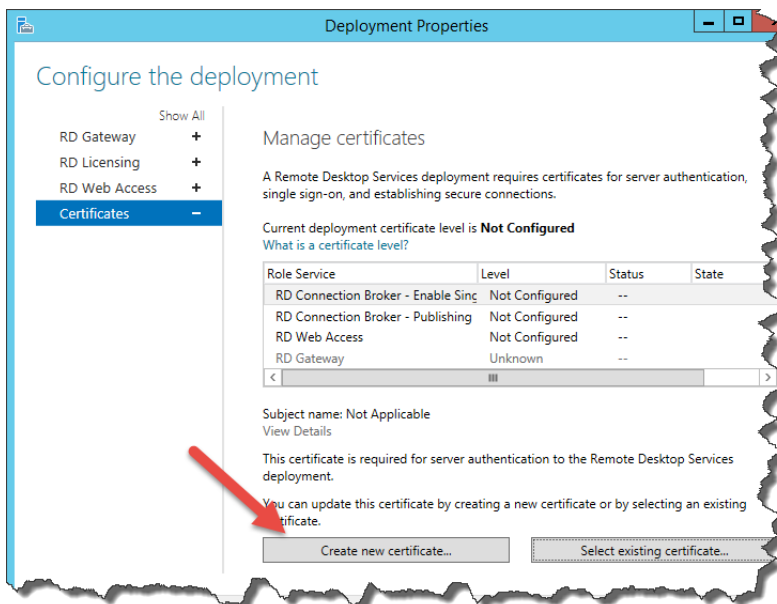 Deployment Properties
Configure the deployment
Show All
RD Gateway +
RD Licensing +
RD Web Access +
Certificates –
Manage certificates
A Remote Desktop Services deployment requires certificates for server authentication,
single sign-on, and establishing secure connections.
Current deployment certificate level is Not Configured
What is a certificate level?
Role Service Level Status State
RD Connection Broker - Enable Sing Not Configured --
RD Connection Broker - Publishing Not Configured --
RD Web Access Not Configured --
RD Gateway Unknown --
Subject name: Not Applicable
View Details
This certificate is required for server authentication to the Remote Desktop Services
deployment.
You can update this certificate by creating a new certificate or by selecting an existing
certificate.
Create new certificate... Select existing certificate...